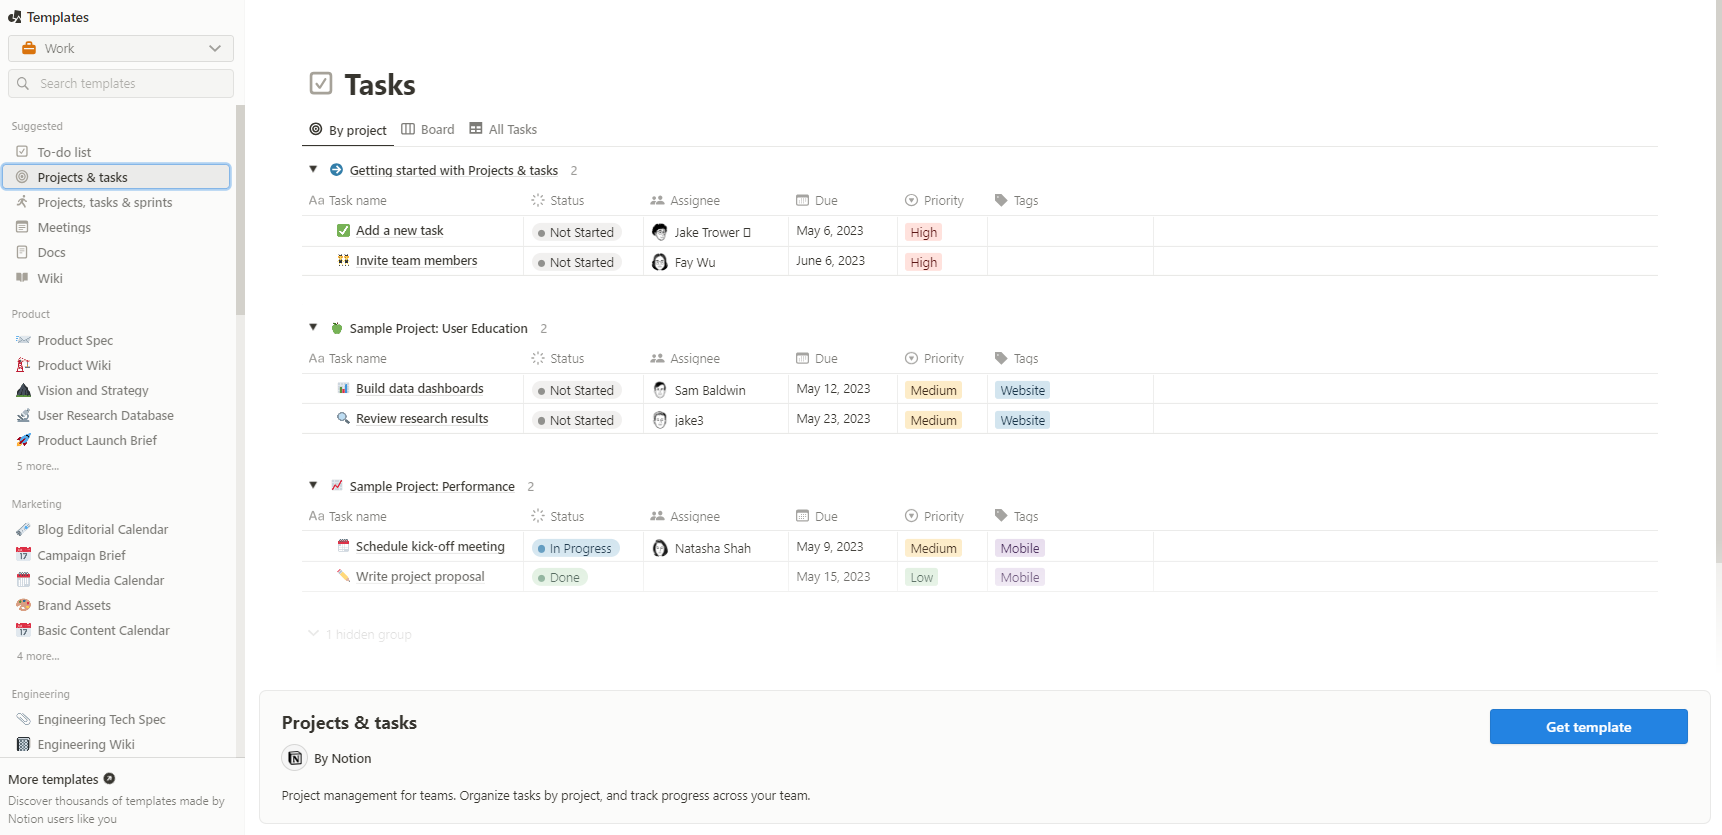 Templates
Work
Search templates
Suggested
To-do list
Projects & tasks
Projects, tasks & sprints
Meetings
Docs
Wiki
Product
Product Spec
Product Wiki
Vision and Strategy
User Research Database
Product Launch Brief
5 more...
Marketing
Blog Editorial Calendar
Campaign Brief
Social Media Calendar
Brand Assets
Basic Content Calendar
4 more...
Engineering
Engineering Tech Spec
Engineering Wiki
More templates
Discover thousands of templates made by
Notion users like you
Tasks
By project Board All Tasks
Getting started with Projects & tasks 2
Aa Task name Status Assignee Due Priority Tags
Add a new task Not Started Jake Trower May 6, 2023 High
Invite team members Not Started Fay Wu June 6, 2023 High
Sample Project: User Education 2
Aa Task name Status Assignee Due Priority Tags
Build data dashboards Not Started Sam Baldwin May 12, 2023 Medium Website
Review research results Not Started jake3 May 23, 2023 Medium Website
Sample Project: Performance 2
Aa Task name Status Assignee Due Priority Tags
Schedule kick-off meeting In Progress Natasha Shah May 9, 2023 Medium Mobile
Write project proposal Done May 15, 2023 Low Mobile
1 hidden group
Projects & tasks
By Notion
Project management for teams. Organize tasks by project, and track progress across your team.
Get template